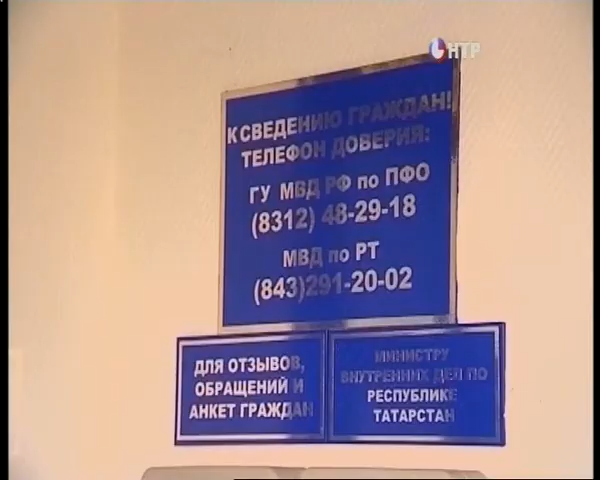 НТР
К СВЕДЕНИЮ ГРАЖДАН!
ТЕЛЕФОН ДОВЕРИЯ:
ГУ МВД РФ по ПФО
(8312) 48-29-18
МВД по РТ
(843)291-20-02
ДЛЯ ОТЗЫВОВ,
ОБРАЩЕНИЙ И
АНКЕТ ГРАЖДАН
МИНИСТРУ
ВНУТРЕННИХ ДЕЛ ПО
РЕСПУБЛИКЕ
ТАТАРСТАН